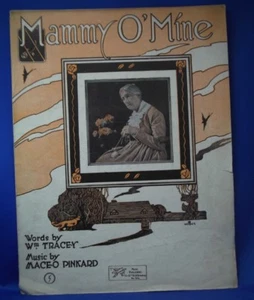 Mammy O' Mine
Words by
Wm TRACEY
Music by
MACEO PINKARD